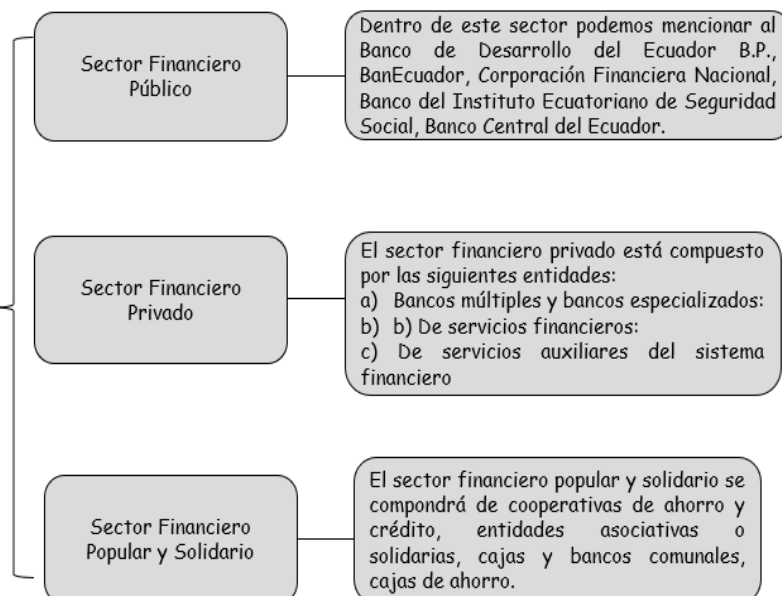 Sector Financiero
Público
Dentro de este sector podemos mencionar al
Banco de Desarrollo del Ecuador B.P.,
BanEcuador, Corporación Financiera Nacional,
Banco del Instituto Ecuatoriano de Seguridad
Social, Banco Central del Ecuador.
Sector Financiero
Privado
El sector financiero privado está compuesto
por las siguientes entidades:
a) Bancos múltiples y bancos especializados:
b) b) De servicios financieros:
c) De servicios auxiliares del sistema
financiero
Sector Financiero
Popular y Solidario
El sector financiero popular y solidario se
compondrá de cooperativas de ahorro y
crédito, entidades asociativas o
solidarias, cajas y bancos comunales,
cajas de ahorro.